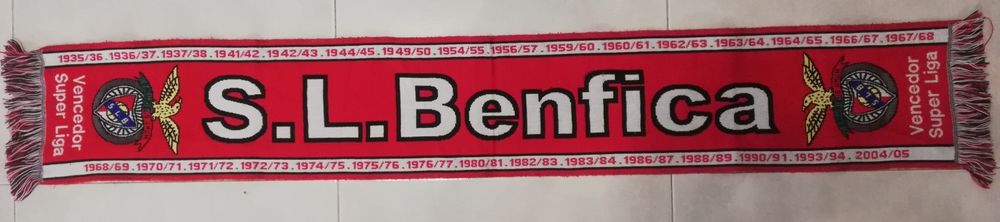 1935/36.1936/37.1937/38.1941/42.1942/43.1944/45.1949/50.1954/55.1956/57.1959/60.1960/61.1962/63.1963/64.1964/65.1966/67.1967/68
Vencedor
Super Liga
S.L.Benfica
Vencedor
Super Liga
1968/69.1970/71.1971/72.1972/73.1974/75.1975/76.1976/77.1980/81.1982/83.1983/84.1986/87.1988/89.1990/91.1993/94.2004/05